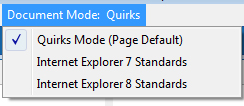 Document Mode: Quirks
Quirks Mode (Page Default)
Internet Explorer 7 Standards
Internet Explorer 8 Standards